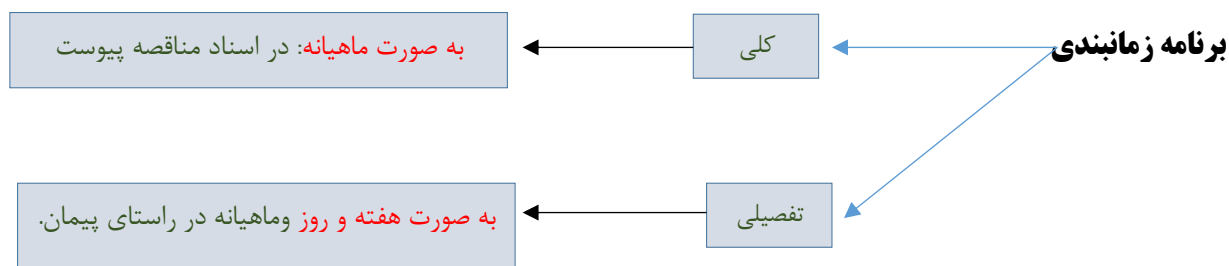 برنامه زمانبندی
کلی
به صورت ماهیانه: در اسناد مناقصه پیوست
تفصیلی
به صورت هفته و روز وماهیانه در راستای پیمان.